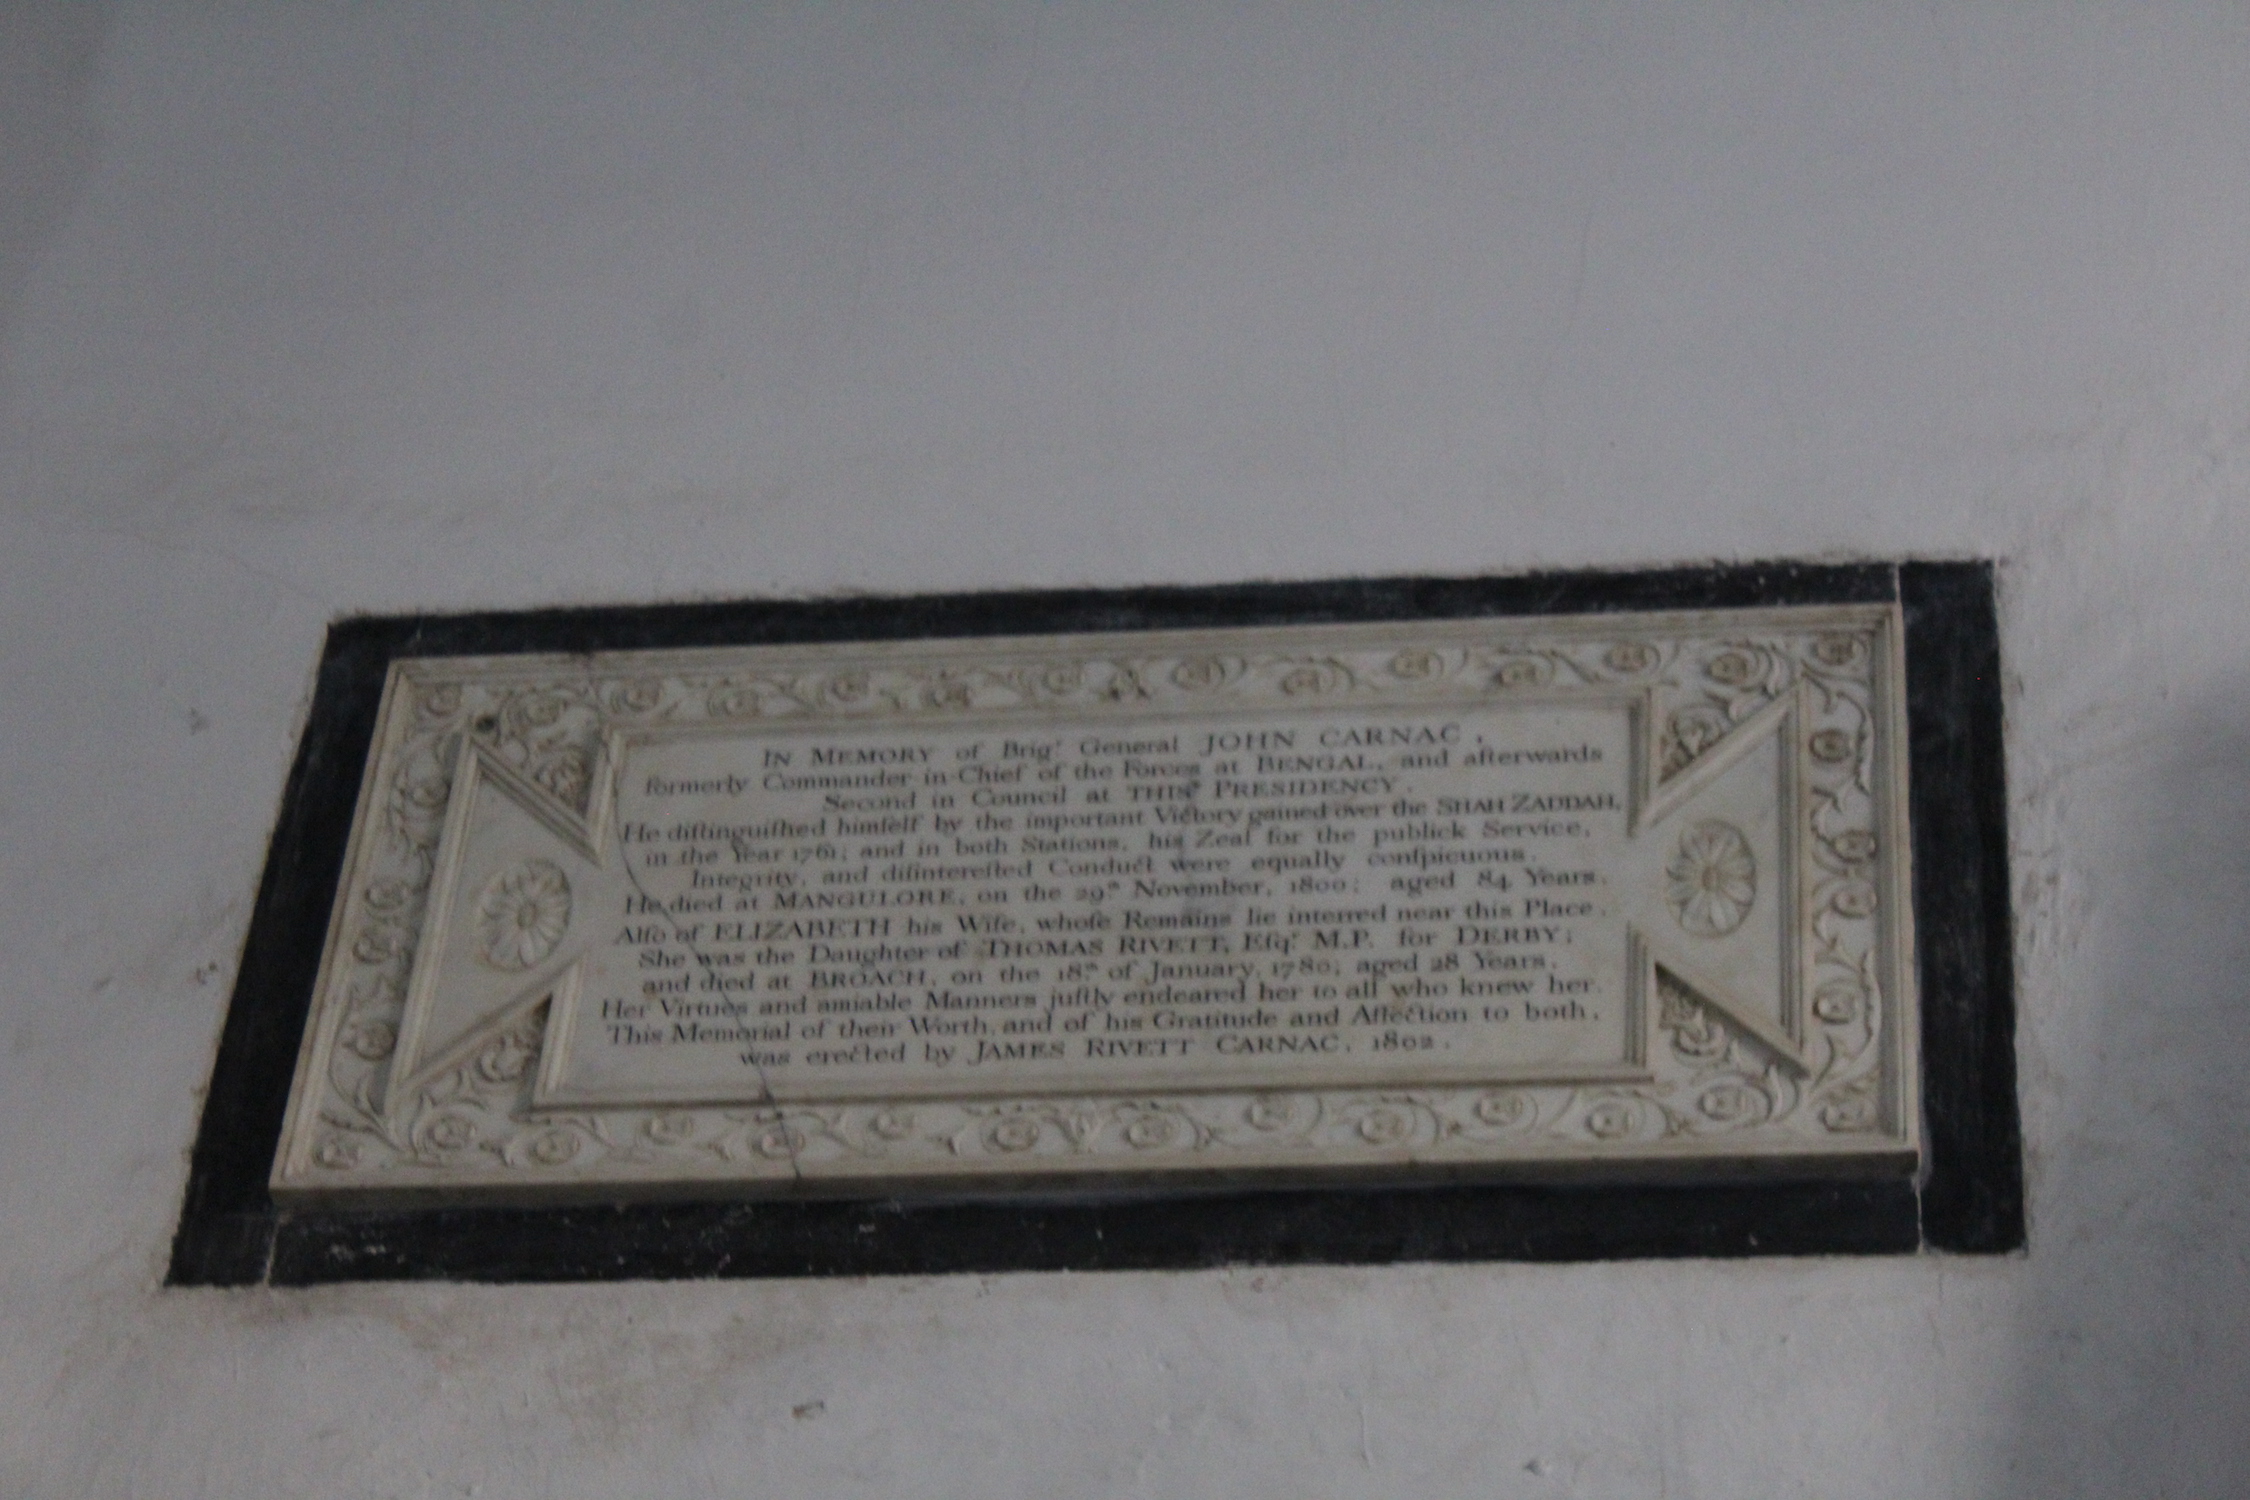 IN MEMORY of Brigr. General JOHN CARNAC,
formerly Commander in Chief of the Forces at BENGAL, and afterwards
Second in Council at THIS PRESIDENCY.
He diſtinguiſhed himſelf by the important Victory gained over the SHAH ZADDAH,
in the Year 1761; and in both Stations, his Zeal for the publick Service,
Integrity, and diſintereſted Conduct were equally conſpicuous.
He died at MANGULORE, on the 29th November, 1800; aged 84 Years.
Alſo of ELIZABETH his Wife, whoſe Remains lie interred near this Place.
She was the Daughter of THOMAS RIVETT, Eſqr. M.P. for DERBY;
and died at BROACH, on the 18th of January, 1780; aged 28 Years.
Her Virtues and amiable Manners juſtly endeared her to all who knew her.
This Memorial of their Worth, and of his Gratitude and Affection to both,
was erected by JAMES RIVETT CARNAC, 1802.